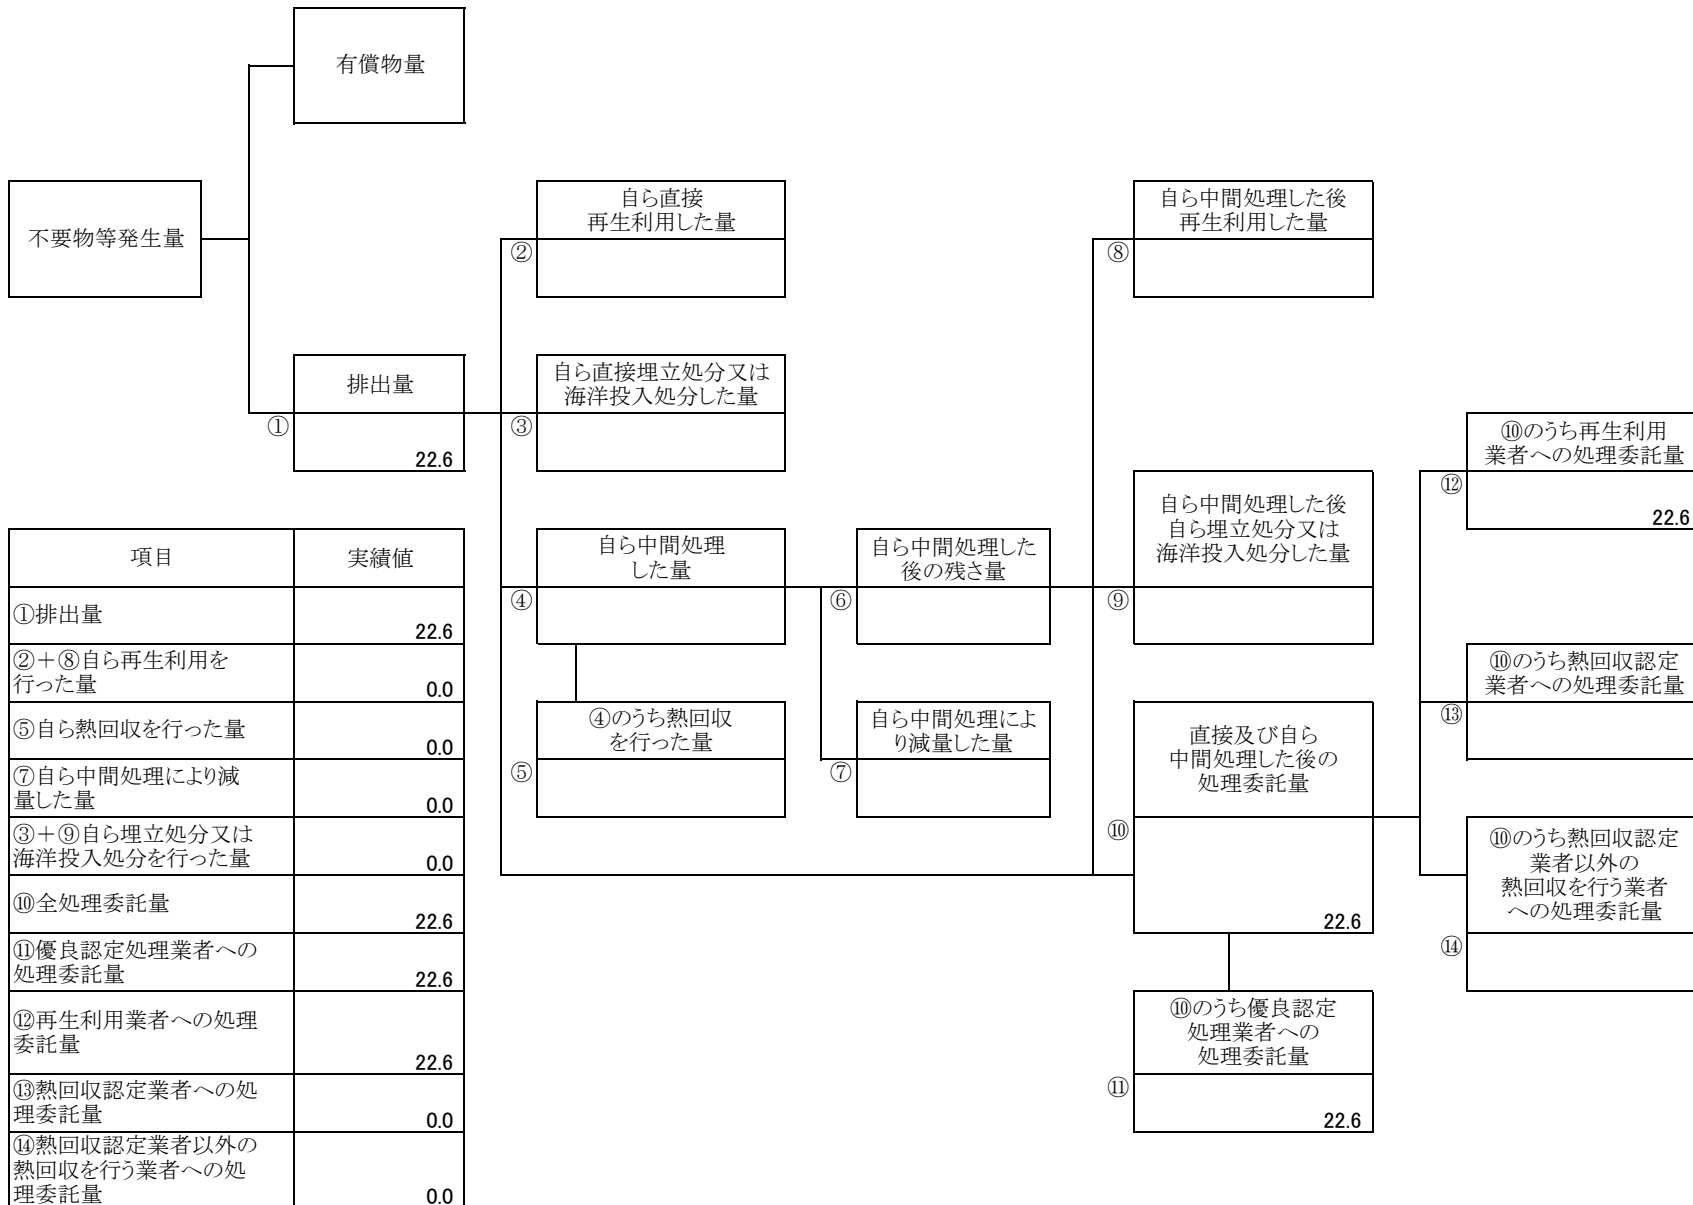 有償物量
不要物等発生量
自ら直接
再生利用した量
②
自ら中間処理した後
再生利用した量
⑧
排出量
①
22.6
自ら直接埋立処分又は
海洋投入処分した量
③
⑩のうち再生利用
業者への処理委託量
⑫
22.6
自ら中間処理
した量
④
自ら中間処理した
後の残さ量
⑥
自ら中間処理した後
自ら埋立処分又は
海洋投入処分した量
⑨
④のうち熱回収
を行った量
⑤
自ら中間処理によ
り減量した量
⑦
直接及び自ら
中間処理した後の
処理委託量
⑩
22.6
⑩のうち熱回収認定
業者への処理委託量
⑬
⑩のうち熱回収認定
業者以外の
熱回収を行う業者
への処理委託量
⑭
⑩のうち優良認定
処理業者への
処理委託量
⑪
22.6
項目 実績値
①排出量
22.6
②+⑧自ら再生利用を
行った量
0.0
⑤自ら熱回収を行った量
0.0
⑦自ら中間処理により減
量した量
0.0
③+⑨自ら埋立処分又は
海洋投入処分を行った量
0.0
⑩全処理委託量
22.6
⑪優良認定処理業者への
処理委託量
22.6
⑫再生利用業者への処理
委託量
22.6
⑬熱回収認定業者への処
理委託量
0.0
⑭熱回収認定業者以外の
熱回収を行う業者への処
理委託量
0.0